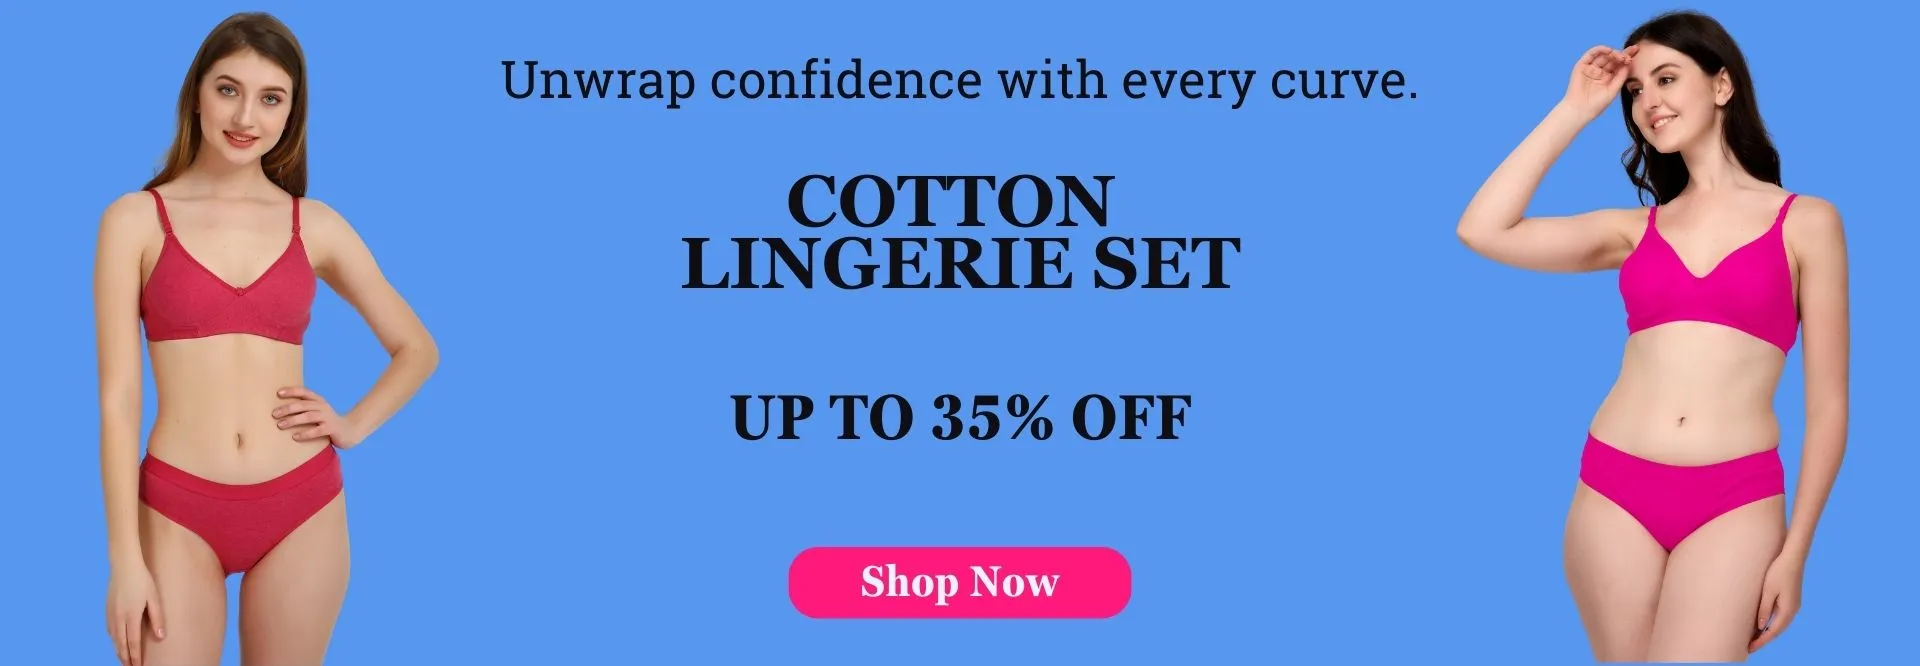 Unwrap confidence with every curve.
COTTON
LINGERIE SET
UP TO 35% OFF
Shop Now